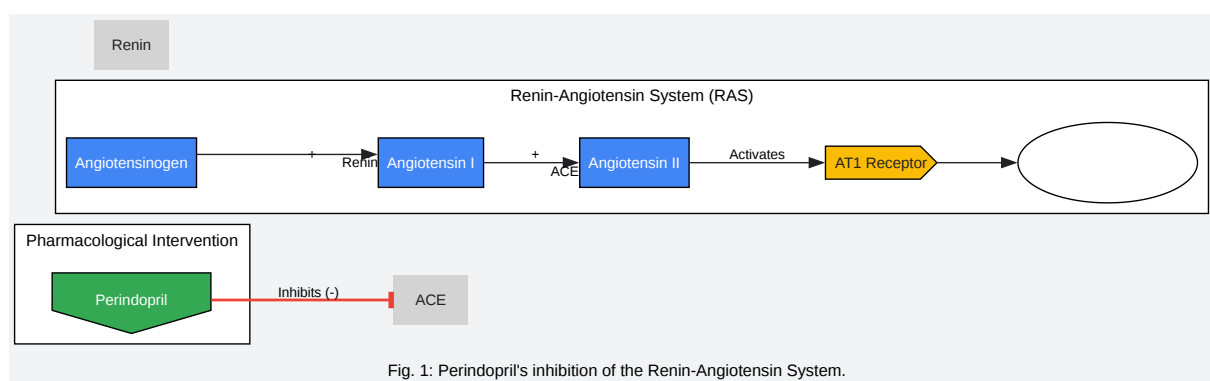 Renin
Renin-Angiotensin System (RAS)
Angiotensinogen
+
Renin
Angiotensin I
+
ACE
Angiotensin II
Activates
AT1 Receptor
Pharmacological Intervention
Perindopril
Inhibits (-)
ACE
Fig. 1: Perindopril's inhibition of the Renin-Angiotensin System.